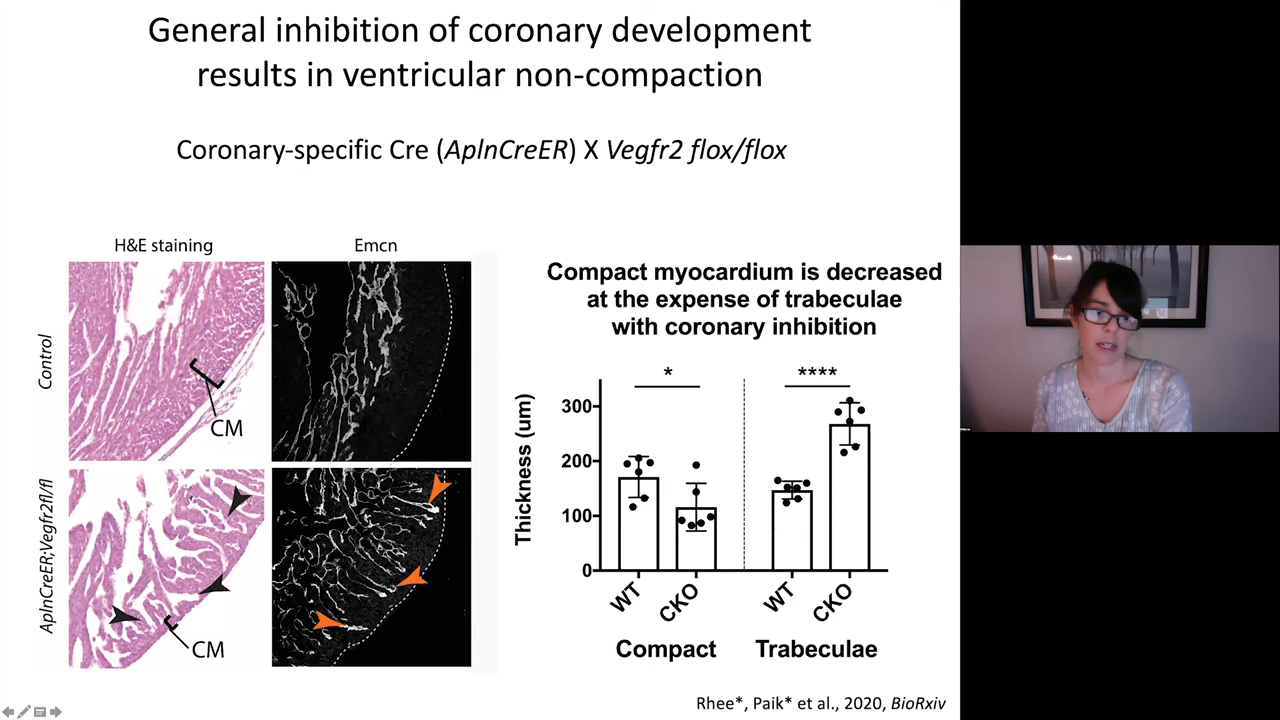 General inhibition of coronary development
results in ventricular non-compaction
Coronary-specific Cre (AplnCreER) X Vegfr2 flox/flox
H&E staining
Emcn
Control
CM
AplnCreER;Vegfr2fl/fl
CM
Compact myocardium is decreased
at the expense of trabeculae
with coronary inhibition
*
****
Thickness (um)
300
200
100
0
WT
CKO
WT
CKO
Compact
Trabeculae
Rhee*, Paik* et al., 2020, BioRxiv